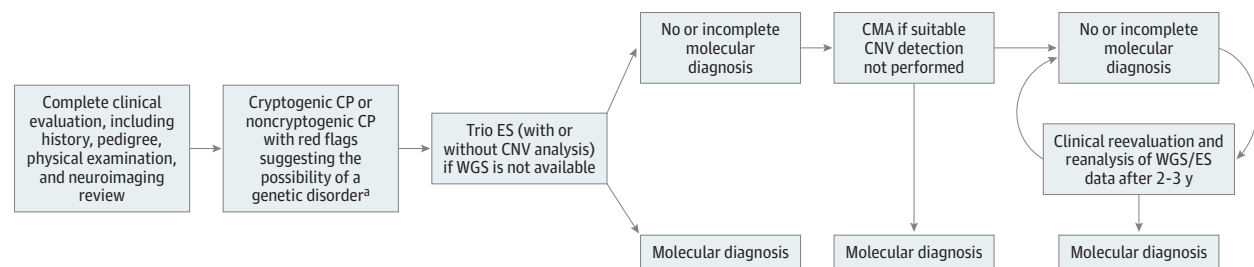 Complete clinical
evaluation, including
history, pedigree,
physical examination,
and neuroimaging
review
Cryptogenic CP or
noncryptogenic CP
with red flags
suggesting the
possibility of a
genetic disorderᵃ
Trio ES (with or
without CNV analysis)
if WGS is not available
No or incomplete
molecular
diagnosis
Molecular diagnosis
CMA if suitable
CNV detection
not performed
Molecular diagnosis
No or incomplete
molecular
diagnosis
Clinical reevaluation and
reanalysis of WGS/ES
data after 2-3 y
Molecular diagnosis